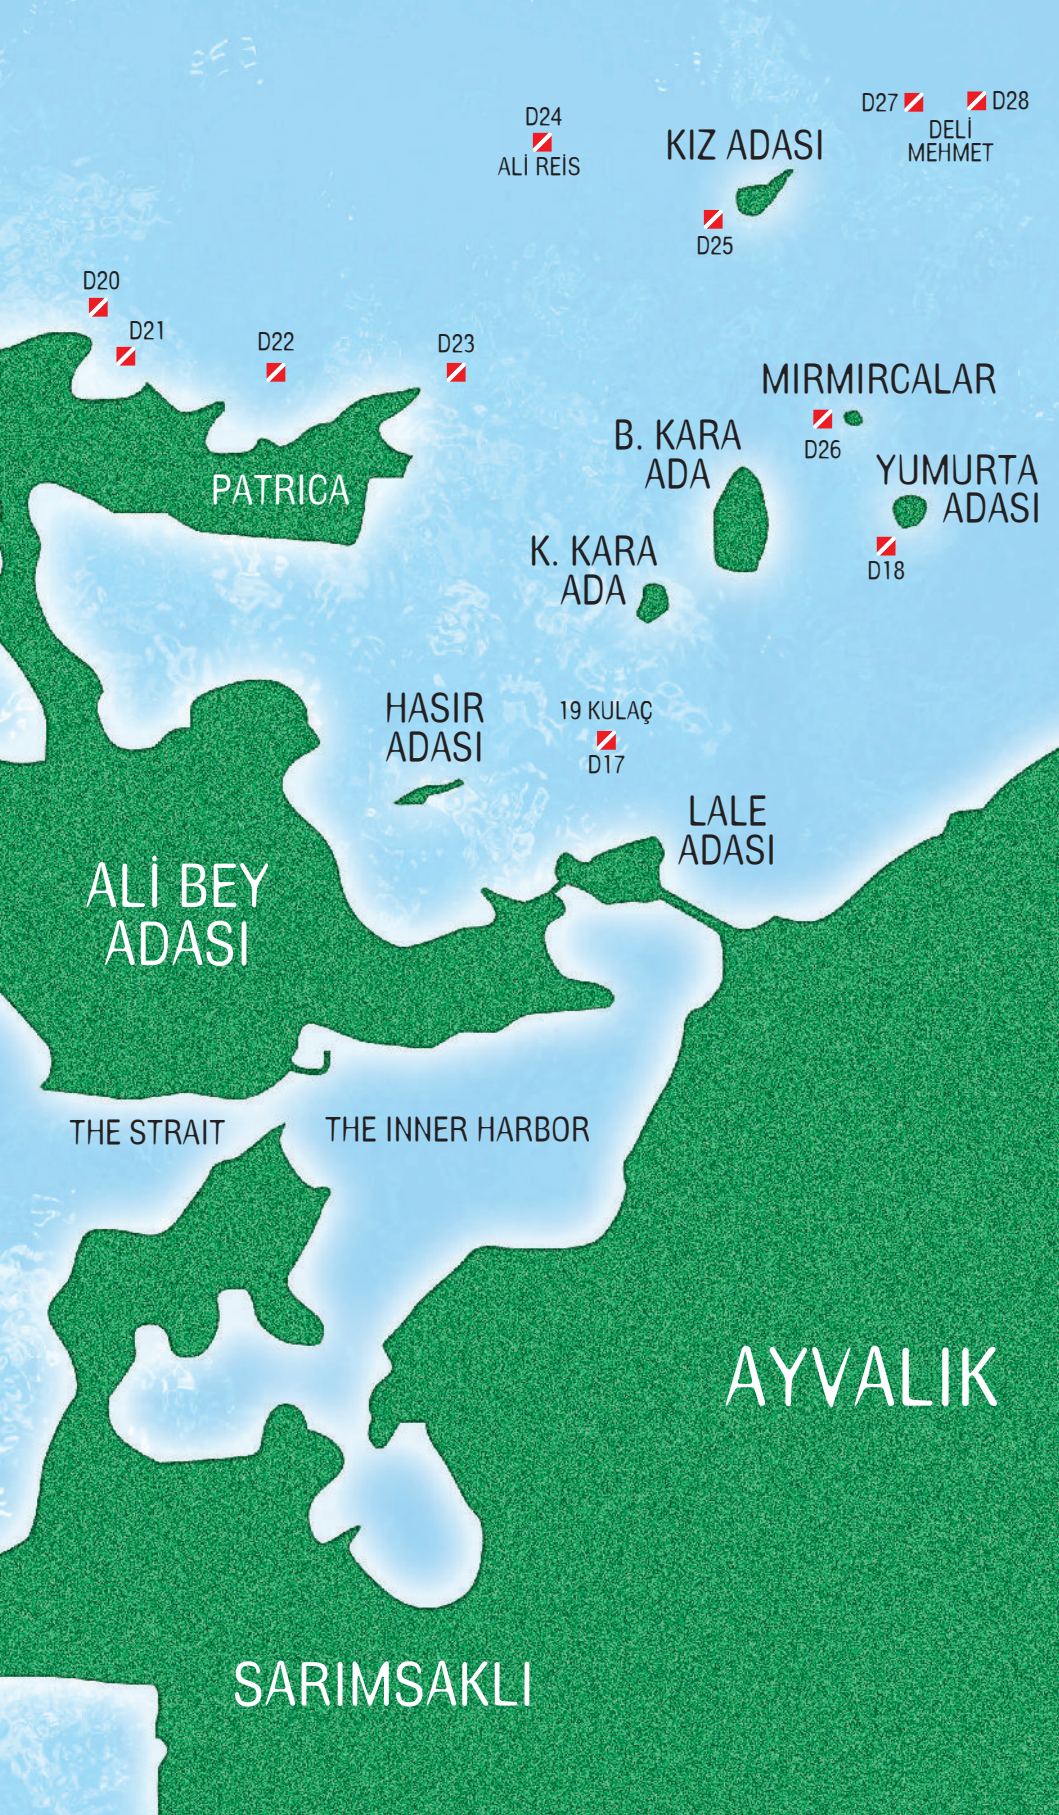 D27
D28
DELİ
MEHMET
D24
ALİ REİS
KIZ ADASI
D25
D20
D21
D22
D23
MIRMIRCALAR
D26
B. KARA
ADA
YUMURTA
ADASI
D18
PATRICA
K. KARA
ADA
HASIR
ADASI
19 KULAÇ
D17
LALE
ADASI
ALİ BEY
ADASI
THE STRAIT
THE INNER HARBOR
AYVALIK
SARIMSAKLI